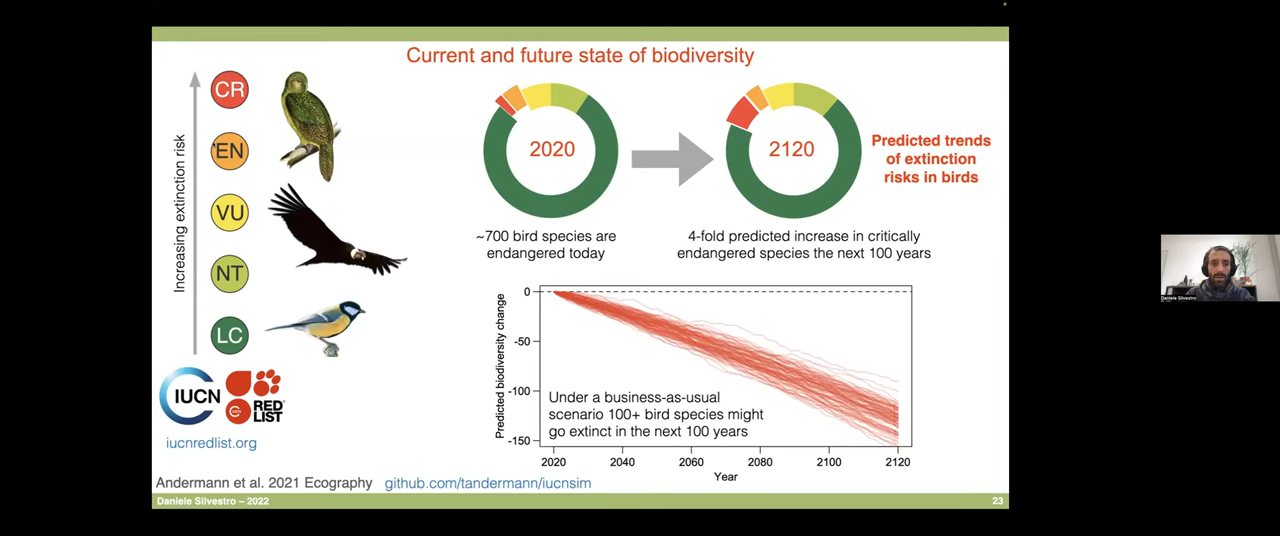 Current and future state of biodiversity
Increasing extinction risk
CR
EN
VU
NT
LC
IUCN
IUCN
RED
LIST
iucnredlist.org
2020
2120
Predicted trends
of extinction
risks in birds
~700 bird species are
endangered today
4-fold predicted increase in critically
endangered species the next 100 years
Predicted biodiversity change
0
-50
-100
-150
Under a business-as-usual
scenario 100+ bird species might
go extinct in the next 100 years
2020 2040 2060 2080 2100 2120
Year
Andermann et al. 2021 Ecography github.com/tandermann/iucnsim
Daniele Silvestro – 2022
23
Daniele Silvestro